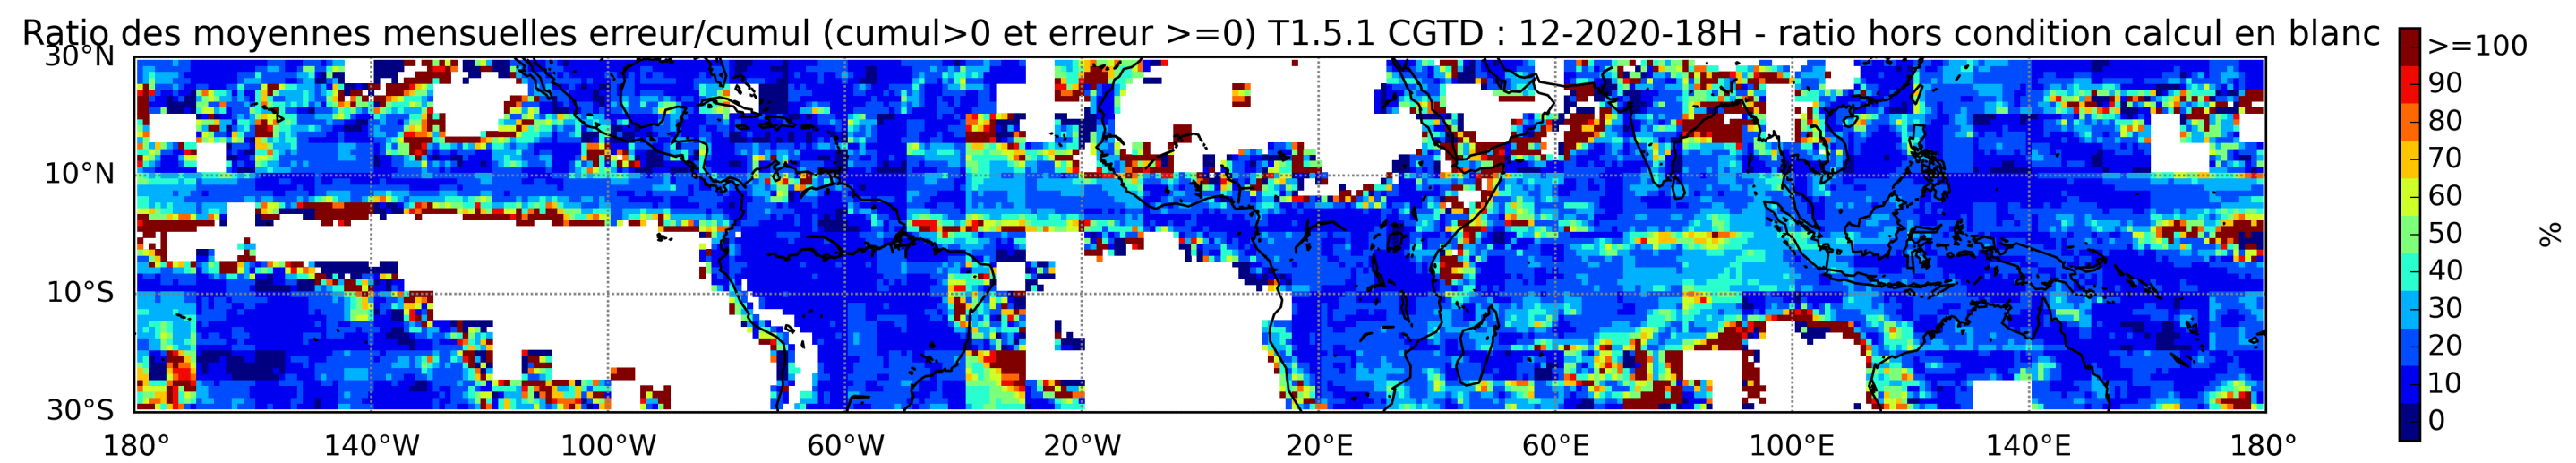 Ratio des moyennes mensuelles erreur/cumul (cumul>0 et erreur >=0) T1.5.1 CGTD : 12-2020-18H - ratio hors condition calcul en blanc
30°N
10°N
10°S
30°S
180° 140°W 100°W 60°W 20°W 20°E 60°E 100°E 140°E 180°
>=100
90
80
70
60
50
40
30
20
10
0
%